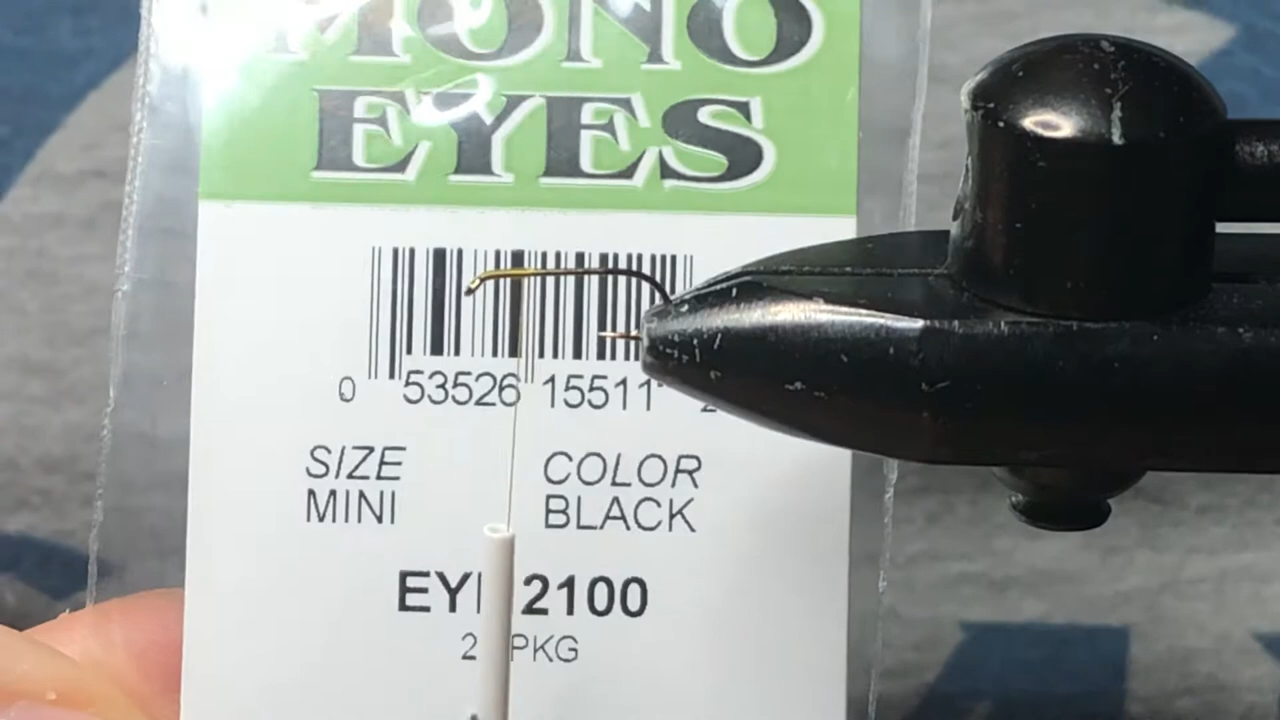 MONO
EYES
0 53526 15511
SIZE COLOR
MINI BLACK
2100
PKG